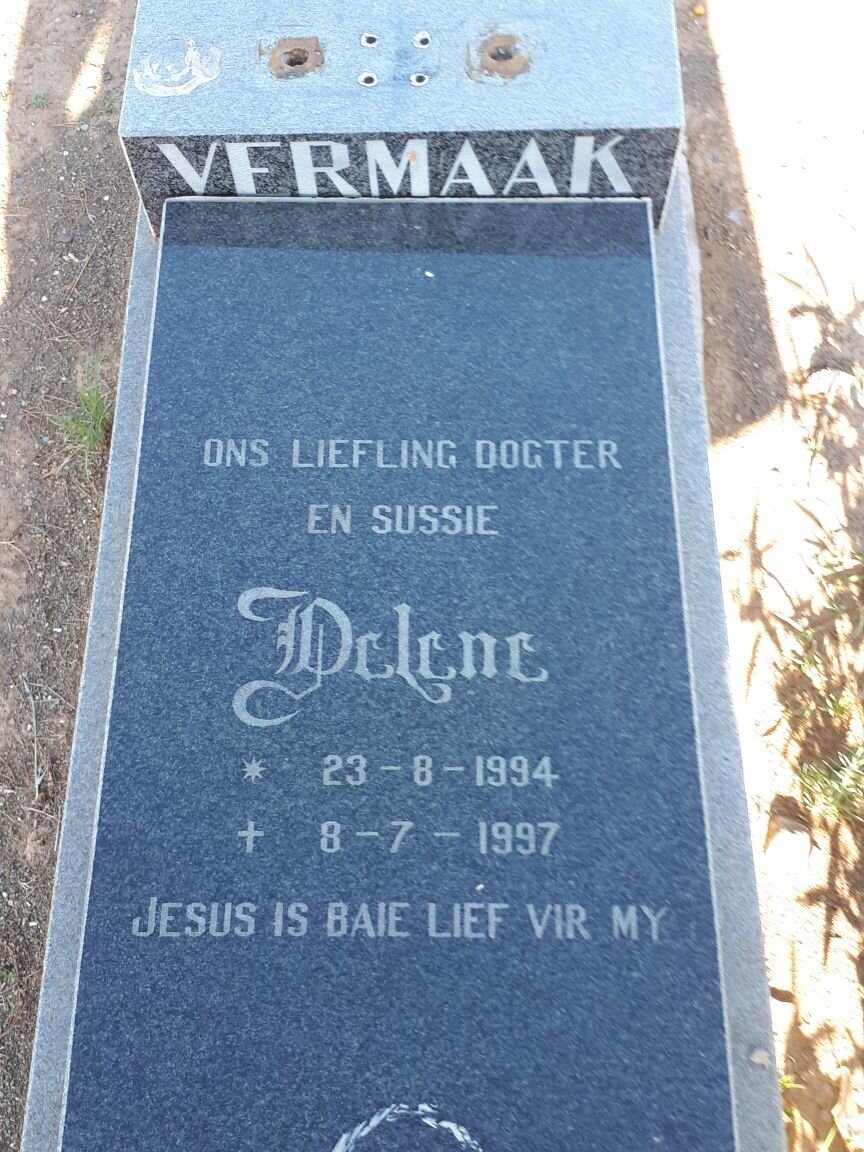 VERMAAK
ONS LIEFLING DOGTER
EN SUSSIE
Delene
* 23-8-1994
† 8-7-1997
JESUS IS BAIE LIEF VIR MY